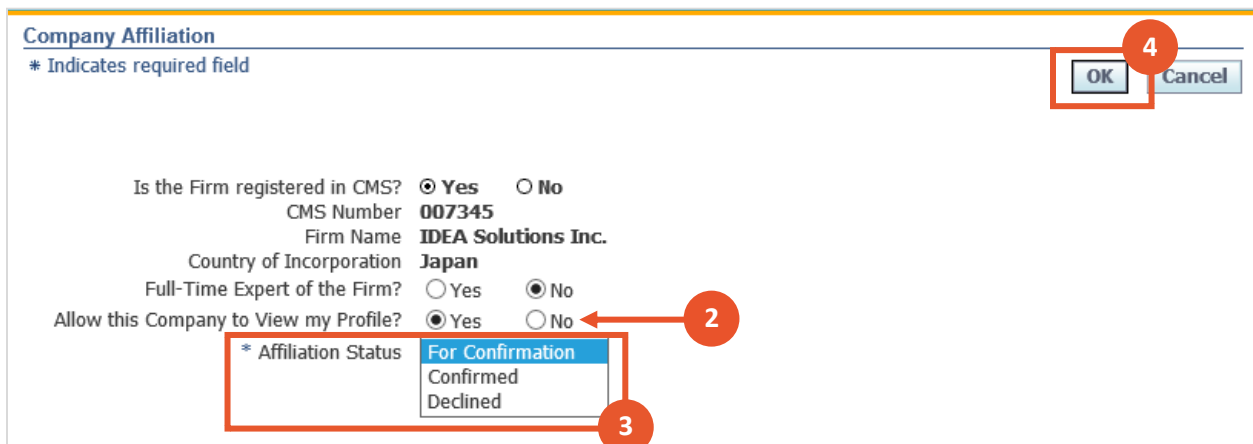 Company Affiliation
* Indicates required field
4
OK Cancel
Is the Firm registered in CMS? Yes No
CMS Number 007345
Firm Name IDEA Solutions Inc.
Country of Incorporation Japan
Full-Time Expert of the Firm? Yes No
Allow this Company to View my Profile? Yes No 2
* Affiliation Status For Confirmation
Confirmed
Declined
3